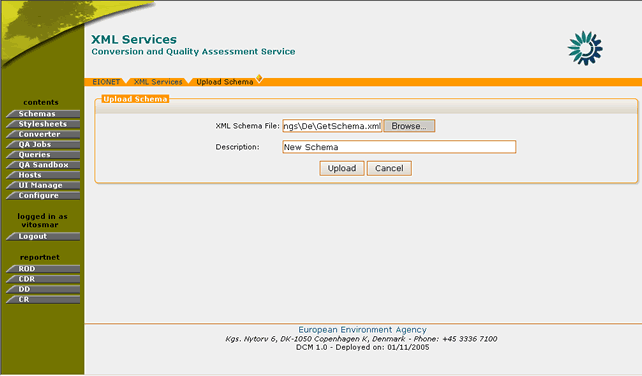 XML Services
Conversion and Quality Assessment Service
EIONET XML Services Upload Schema
contents
Schemas
Stylesheets
Converter
QA Jobs
Queries
QA Sandbox
Hosts
UI Manage
Configure
logged in as
vitosmar
Logout
reportnet
ROD
CDR
DD
CR
Upload Schema
XML Schema File: ngs\De\GetSchema.xml Browse...
Description: New Schema
Upload Cancel
European Environment Agency
Kgs. Nytorv 6, DK-1050 Copenhagen K, Denmark - Phone: +45 3336 7100
DCM 1.0 - Deployed on: 01/11/2005